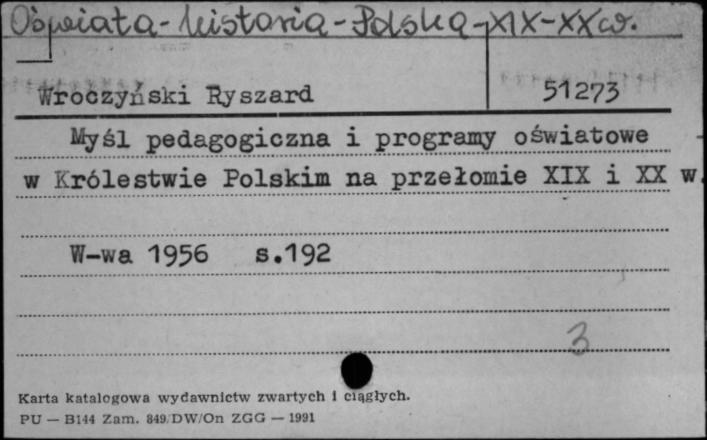 Oświata - historia - Polska - XIX-XX w.
Wroczyński Ryszard 51273
Myśl pedagogiczna i programy oświatowe
w Królestwie Polskim na przełomie XIX i XX w.
W-wa 1956 s.192
3
Karta katalogowa wydawnictw zwartych i ciągłych.
PU — B144 Zam. 849/DW/On ZGG — 1991